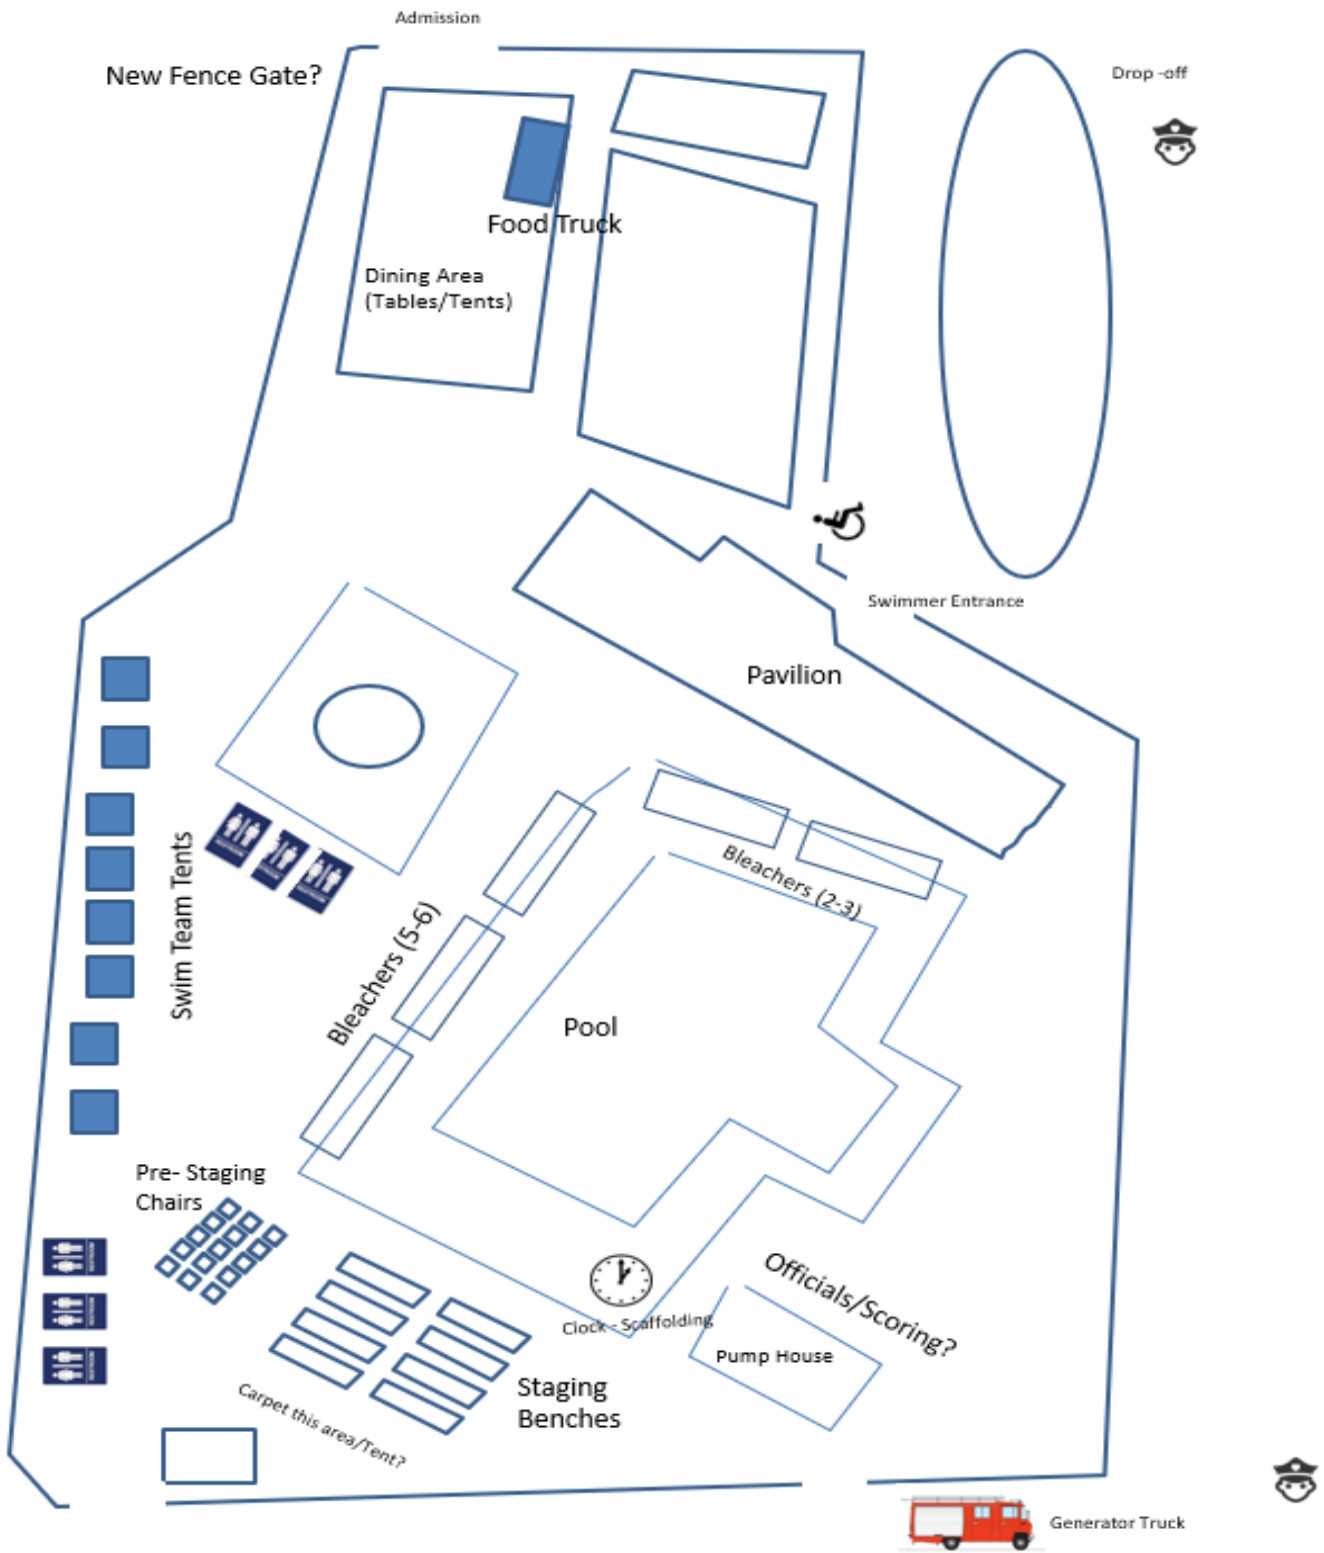 Admission
New Fence Gate?
Drop -off
Food Truck
Dining Area
(Tables/Tents)
Swimmer Entrance
Pavilion
Bleachers (2-3)
Swim Team Tents
Bleachers (5-6)
Pool
Pre- Staging
Chairs
Officials/Scoring?
Clock - Scaffolding
Pump House
Staging
Benches
Carpet this area/Tent?
Generator Truck